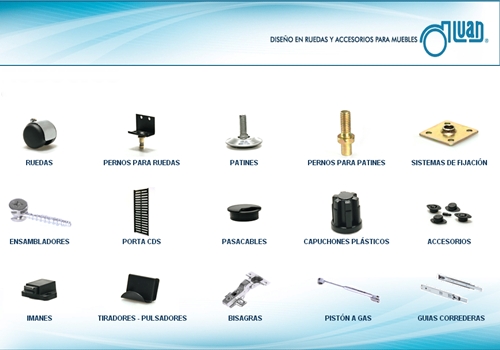 DISEÑO EN RUEDAS Y ACCESORIOS PARA MUEBLES
DUAN®
RUEDAS PERNOS PARA RUEDAS PATINES PERNOS PARA PATINES SISTEMAS DE FIJACIÓN
ENSAMBLADORES PORTA CDS PASACABLES CAPUCHONES PLÁSTICOS ACCESORIOS
IMANES TIRADORES - PULSADORES BISAGRAS PISTÓN A GAS GUIAS CORREDERAS